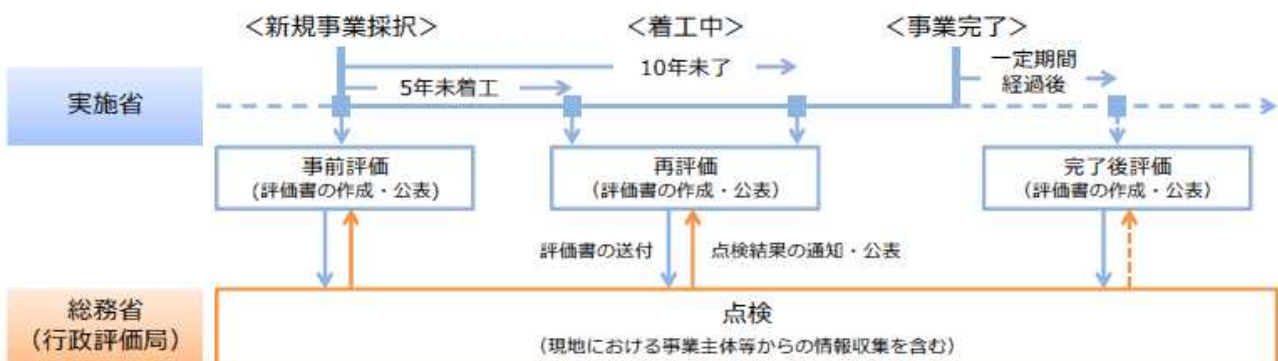 ＜新規事業採択＞
＜着工中＞
＜事業完了＞
10年未了
5年未着工
一定期間
経過後
実施省
事前評価
(評価書の作成・公表)
再評価
（評価書の作成・公表）
完了後評価
（評価書の作成・公表）
評価書の送付
点検結果の通知・公表
総務省
（行政評価局）
点検
（現地における事業主体等からの情報収集を含む）